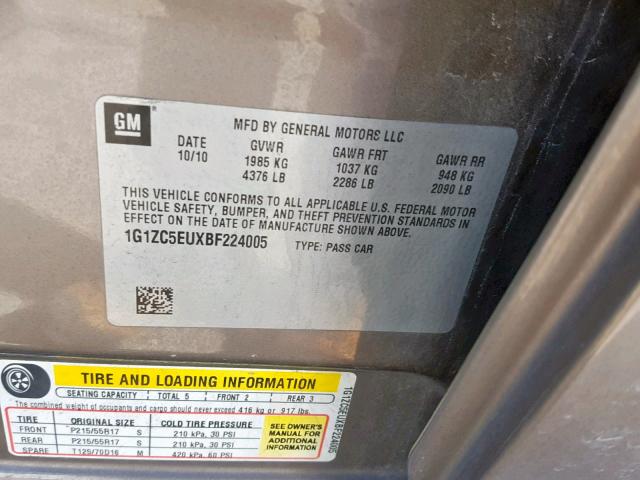 GM
MFD BY GENERAL MOTORS LLC
DATE GVWR GAWR FRT GAWR RR
10/10 1985 KG 1037 KG 948 KG
4376 LB 2286 LB 2090 LB
THIS VEHICLE CONFORMS TO ALL APPLICABLE U.S. FEDERAL MOTOR
VEHICLE SAFETY, BUMPER, AND THEFT PREVENTION STANDARDS IN
EFFECT ON THE DATE OF MANUFACTURE SHOWN ABOVE.
1G1ZC5EUXBF224005 TYPE: PASS CAR
TIRE AND LOADING INFORMATION
SEATING CAPACITY TOTAL 5 FRONT 2 REAR 3
The combined weight of occupants and cargo should never exceed 416 kg or 917 lbs.
TIRE ORIGINAL SIZE COLD TIRE PRESSURE
FRONT P215/55R17 S 210 kPa, 30 PSI
REAR P215/55R17 S 210 kPa, 30 PSI
SPARE T125/70D16 M 420 kPa, 60 PSI
SEE OWNER'S
MANUAL FOR
ADDITIONAL
INFORMATION
1G1ZC5EUXBF224005